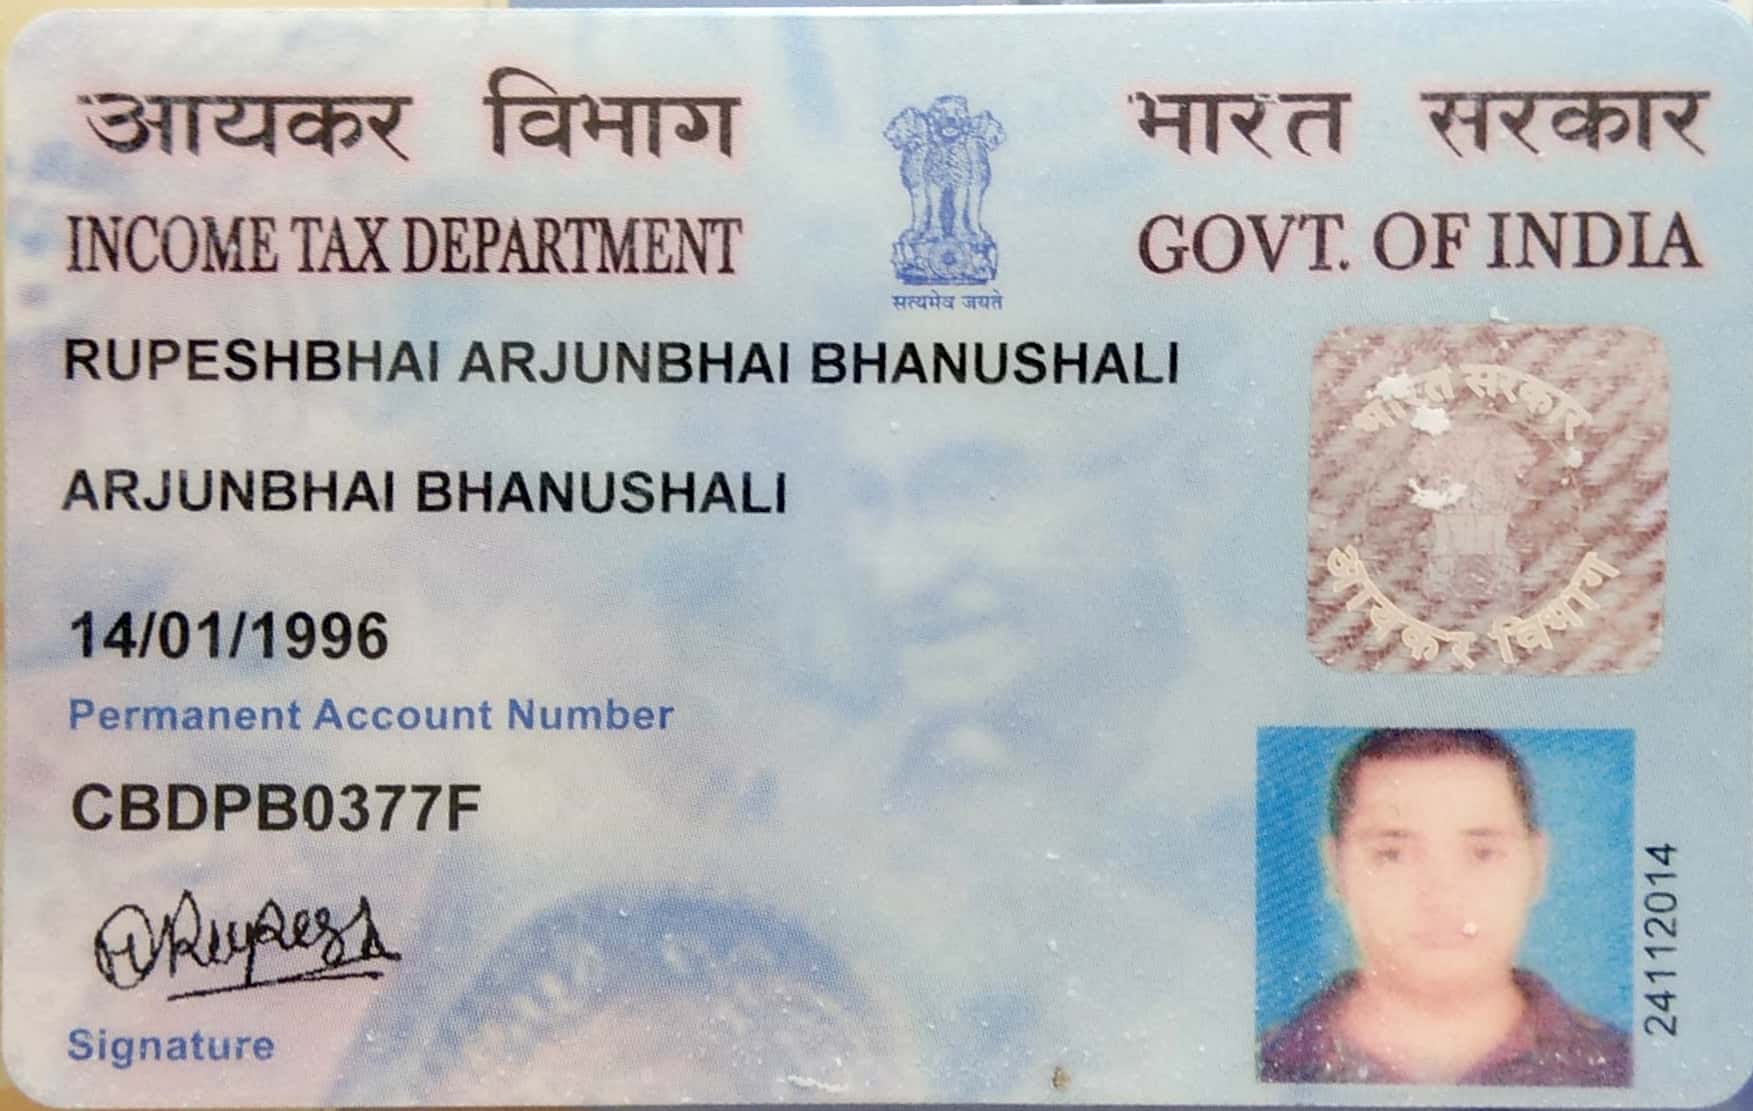 आयकर विभाग
भारत सरकार
INCOME TAX DEPARTMENT
GOVT. OF INDIA
सत्यमेव जयते
RUPESHBHAI ARJUNBHAI BHANUSHALI
भारत सरकार
आयकर विभाग
ARJUNBHAI BHANUSHALI
14/01/1996
Permanent Account Number
CBDPB0377F
Rupesh
Signature
24112014